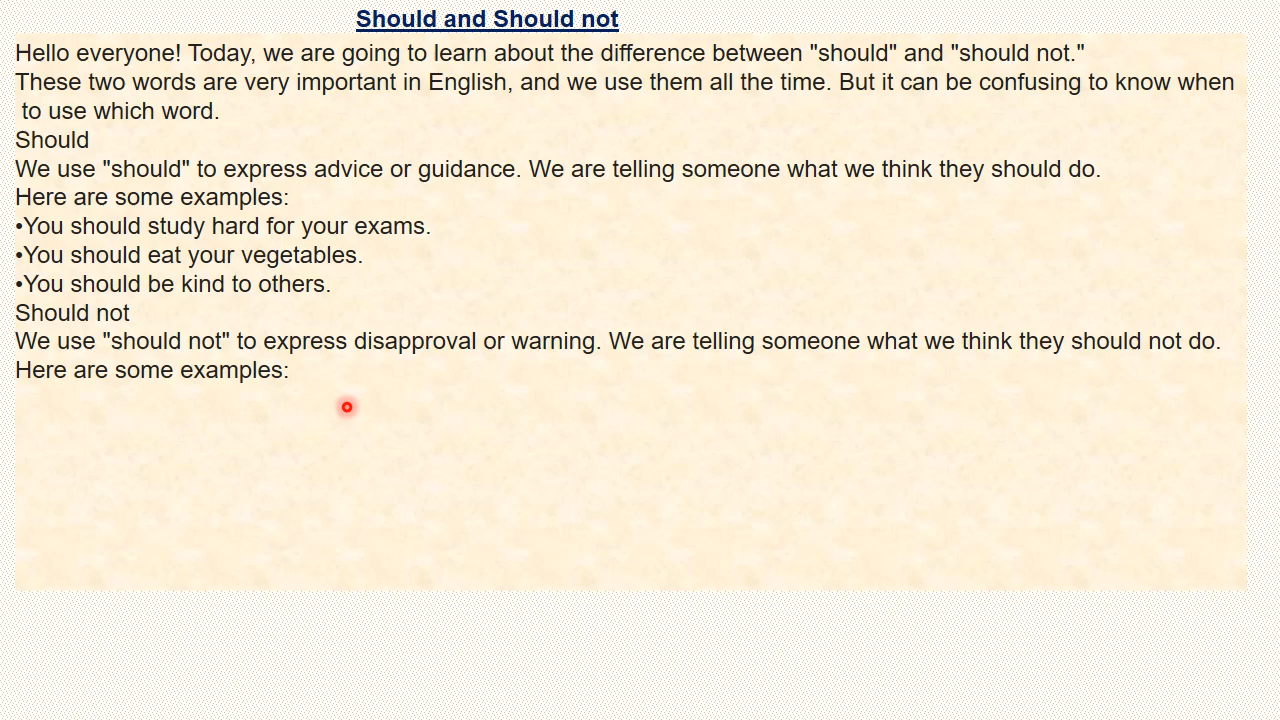 Should and Should not
Hello everyone! Today, we are going to learn about the difference between "should" and "should not."
These two words are very important in English, and we use them all the time. But it can be confusing to know when
to use which word.
Should
We use "should" to express advice or guidance. We are telling someone what we think they should do.
Here are some examples:
•You should study hard for your exams.
•You should eat your vegetables.
•You should be kind to others.
Should not
We use "should not" to express disapproval or warning. We are telling someone what we think they should not do.
Here are some examples: